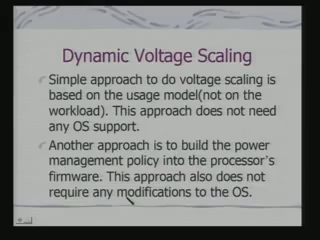 Dynamic Voltage Scaling
Simple approach to do voltage scaling is
based on the usage model(not on the
workload). This approach does not need
any OS support.
Another approach is to build the power
management policy into the processor's
firmware. This approach also does not
require any modifications to the OS.